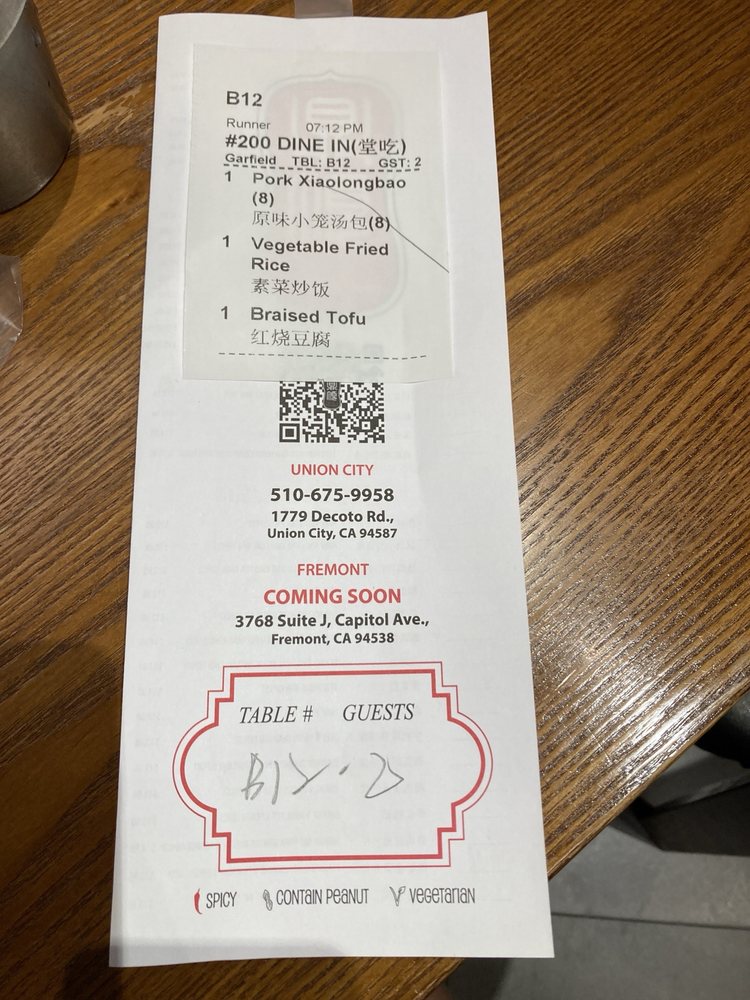 B12
Runner 07:12 PM
#200 DINE IN(堂吃)
Garfield TBL: B12 GST: 2
1 Pork Xiaolongbao
(8)
原味小笼汤包(8)
1 Vegetable Fried
Rice
素菜炒饭
1 Braised Tofu
红烧豆腐
UNION CITY
510-675-9958
1779 Decoto Rd.,
Union City, CA 94587
FREMONT
COMING SOON
3768 Suite J, Capitol Ave.,
Fremont, CA 94538
TABLE # GUESTS
B12 . 2
SPICY CONTAIN PEANUT VEGETARIAN